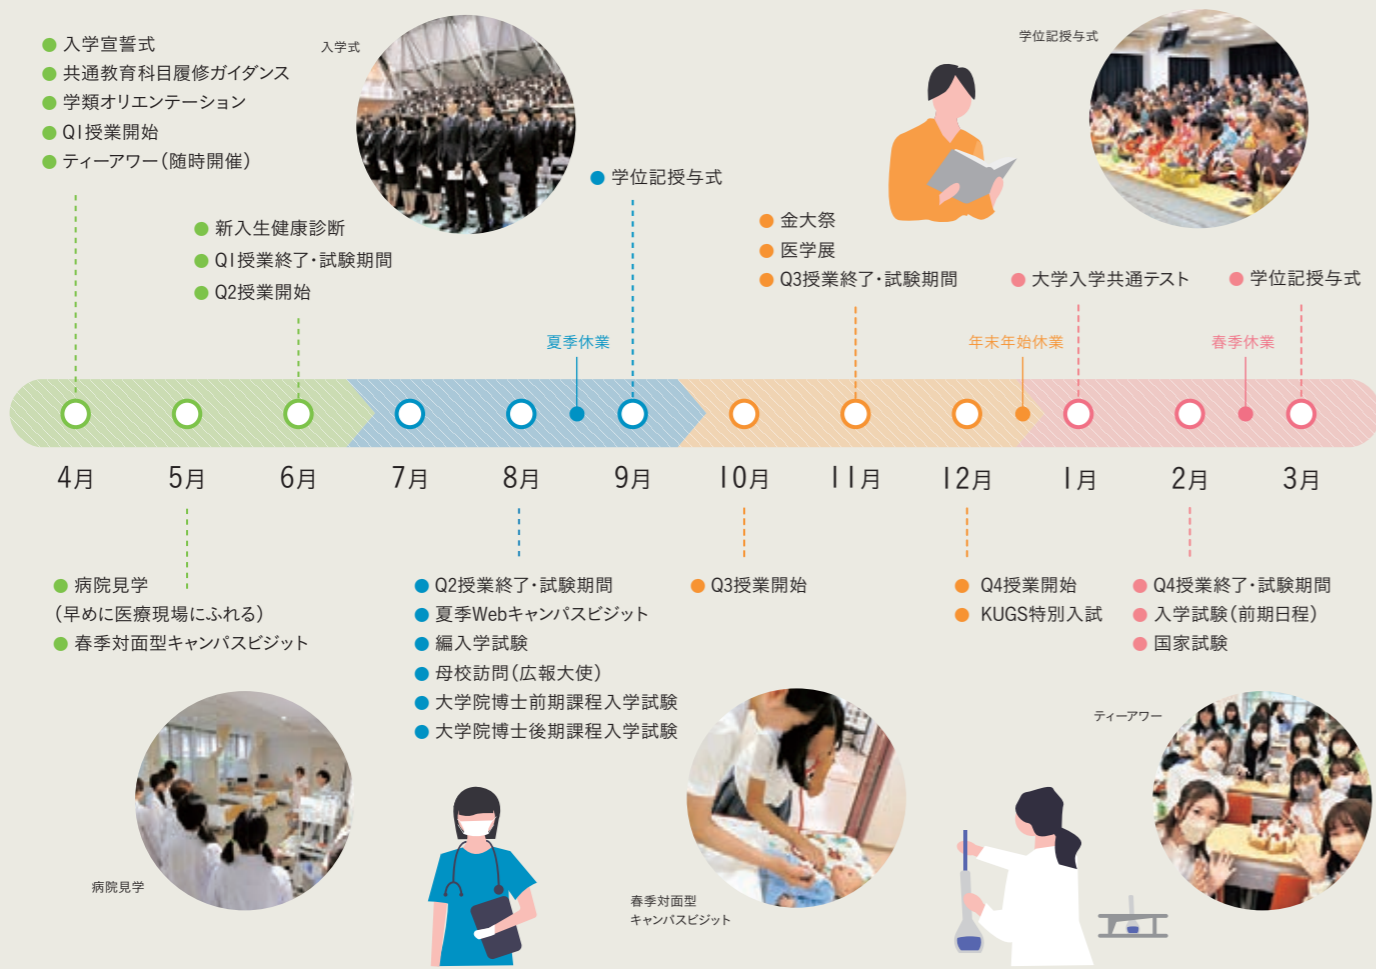 入学宣誓式
共通教育科目履修ガイダンス
学類オリエンテーション
Q1授業開始
ティーアワー(随時開催)
入学式
学位記授与式
新入生健康診断
Q1授業終了・試験期間
Q2授業開始
学位記授与式
金大祭
医学展
Q3授業終了・試験期間
大学入学共通テスト
学位記授与式
夏季休業
年末年始休業
春季休業
4月
5月
6月
7月
8月
9月
10月
11月
12月
1月
2月
3月
病院見学
(早めに医療現場にふれる)
春季対面型キャンパスビジット
Q2授業終了・試験期間
夏季Webキャンパスビジット
編入学試験
母校訪問(広報大使)
大学院博士前期課程入学試験
大学院博士後期課程入学試験
Q3授業開始
Q4授業開始
KUGS特別入試
Q4授業終了・試験期間
入学試験(前期日程)
国家試験
病院見学
春季対面型
キャンパスビジット
ティーアワー